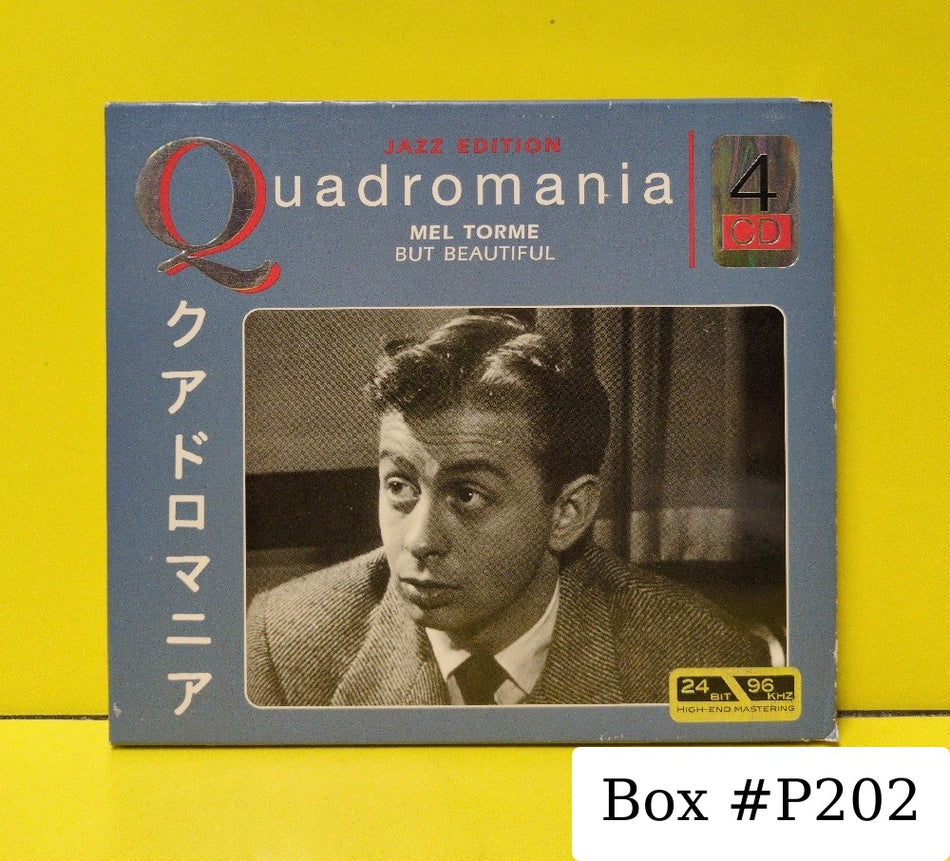 JAZZ EDITION
Quadromania
MEL TORME
BUT BEAUTIFUL
4
CD
クアドロマニア
24 BIT 96 KHZ
HIGH-END MASTERING
Box #P202